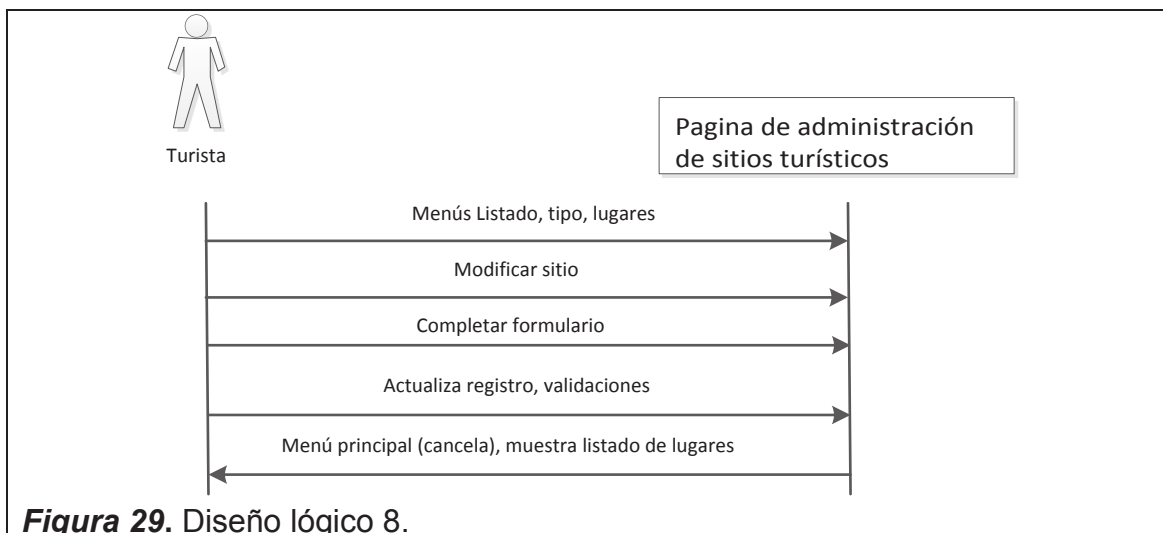 Turista
Pagina de administración
de sitios turísticos
Menús Listado, tipo, lugares
Modificar sitio
Completar formulario
Actualiza registro, validaciones
Menú principal (cancela), muestra listado de lugares
Figura 29. Diseño lógico 8.